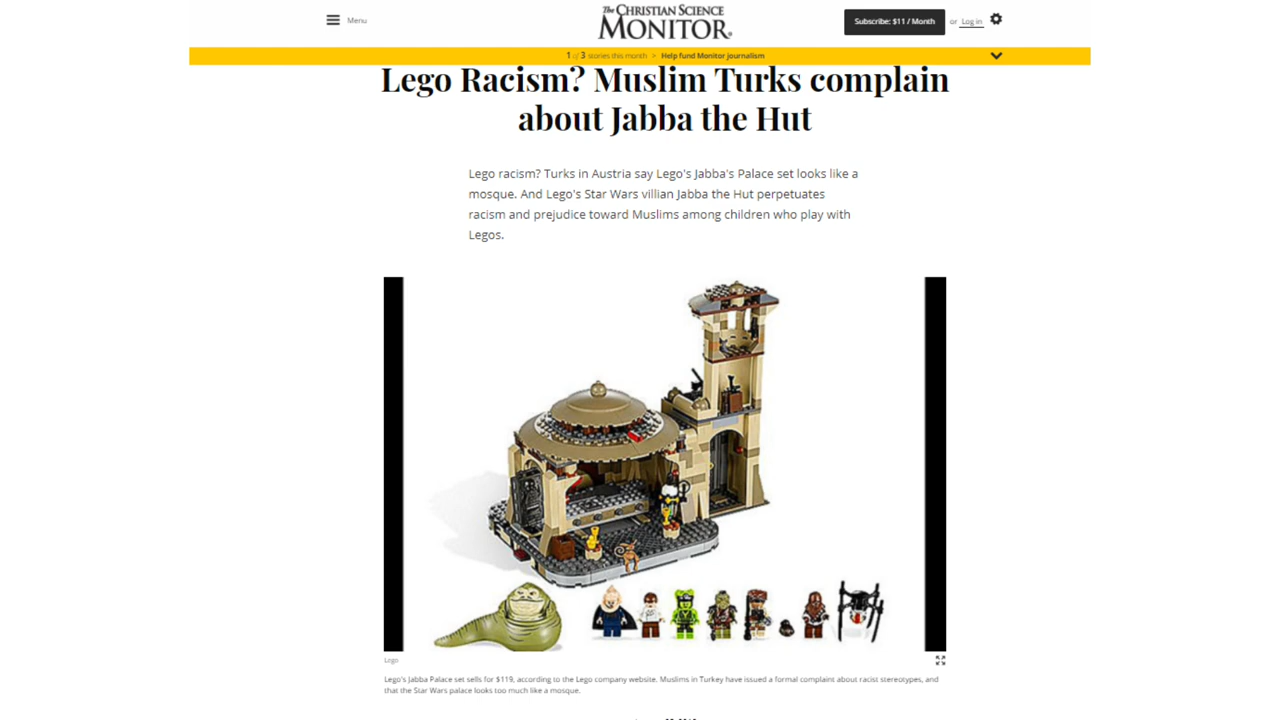 Menu
The CHRISTIAN SCIENCE
MONITOR
Subscribe: $11 / Month or Log in
1 of 3 stories this month > Help fund Monitor journalism
Lego Racism? Muslim Turks complain
about Jabba the Hut
Lego racism? Turks in Austria say Lego's Jabba's Palace set looks like a
mosque. And Lego's Star Wars villian Jabba the Hut perpetuates
racism and prejudice toward Muslims among children who play with
Legos.
Lego
Lego's Jabba Palace set sells for $119, according to the Lego company website. Muslims in Turkey have issued a formal complaint about racist stereotypes, and
that the Star Wars palace looks too much like a mosque.